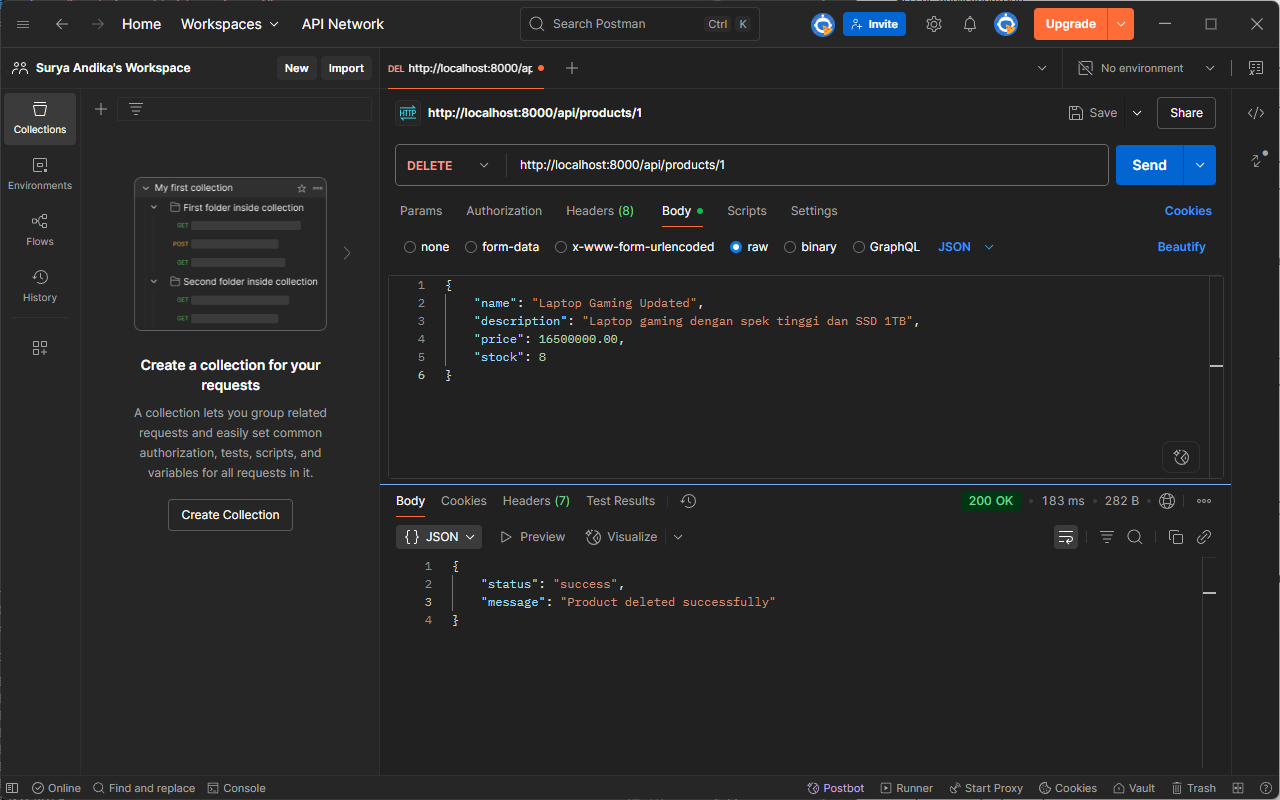 Home Workspaces API Network Search Postman Ctrl K Invite Upgrade
Surya Andika's Workspace New Import DEL http://localhost:8000/ap No environment
Collections
Environments
Flows
History
My first collection
First folder inside collection
GET
POST
GET
Second folder inside collection
GET
GET
Create a collection for your
requests
A collection lets you group related
requests and easily set common
authorization, tests, scripts, and
variables for all requests in it.
Create Collection
HTTP http://localhost:8000/api/products/1 Save Share
DELETE http://localhost:8000/api/products/1 Send
Params Authorization Headers (8) Body Scripts Settings Cookies
none form-data x-www-form-urlencoded raw binary GraphQL JSON Beautify
1 {
2 "name": "Laptop Gaming Updated",
3 "description": "Laptop gaming dengan spek tinggi dan SSD 1TB",
4 "price": 16500000.00,
5 "stock": 8
6 }
Body Cookies Headers (7) Test Results 200 OK 183 ms 282 B
{} JSON Preview Visualize
1 {
2 "status": "success",
3 "message": "Product deleted successfully"
4 }
Online Find and replace Console Postbot Runner Start Proxy Cookies Vault Trash